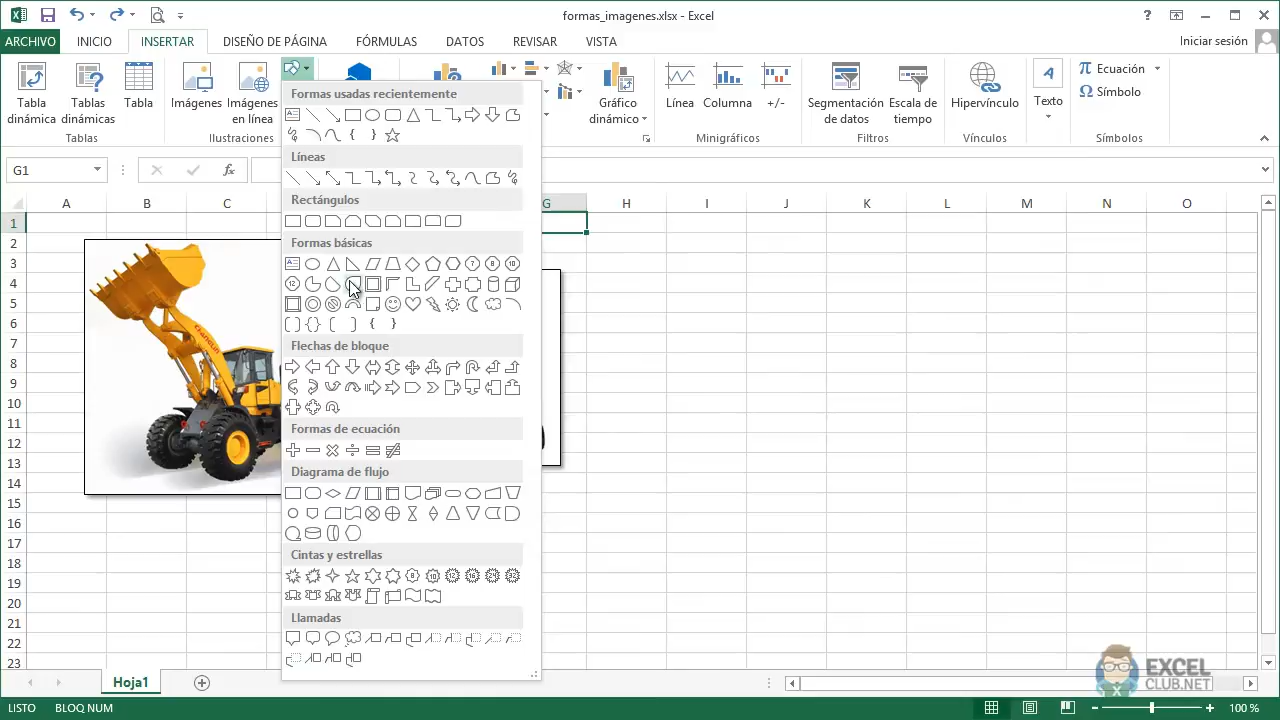 formas_imagenes.xlsx - Excel
ARCHIVO INICIO INSERTAR DISEÑO DE PÁGINA FÓRMULAS DATOS REVISAR VISTA Iniciar sesión
Tabla dinámica
Tablas dinámicas
Tabla
Tablas
Imágenes
Imágenes en línea
Ilustraciones
Gráfico dinámico
Línea
Columna
+/-
Minigráficos
Segmentación de datos
Escala de tiempo
Filtros
Hipervínculo
Vínculos
Texto
Ecuación
Símbolo
Símbolos
G1
fx
A B C G H I J K L M N O
1
2
3
4
5
6
7
8
9
10
11
12
13
14
15
16
17
18
19
20
21
22
23
Formas usadas recientemente
Líneas
Rectángulos
Formas básicas
Flechas de bloque
Formas de ecuación
Diagrama de flujo
Cintas y estrellas
Llamadas
Hoja1
EXCEL
CLUB.NET
LISTO BLOQ NUM 100 %